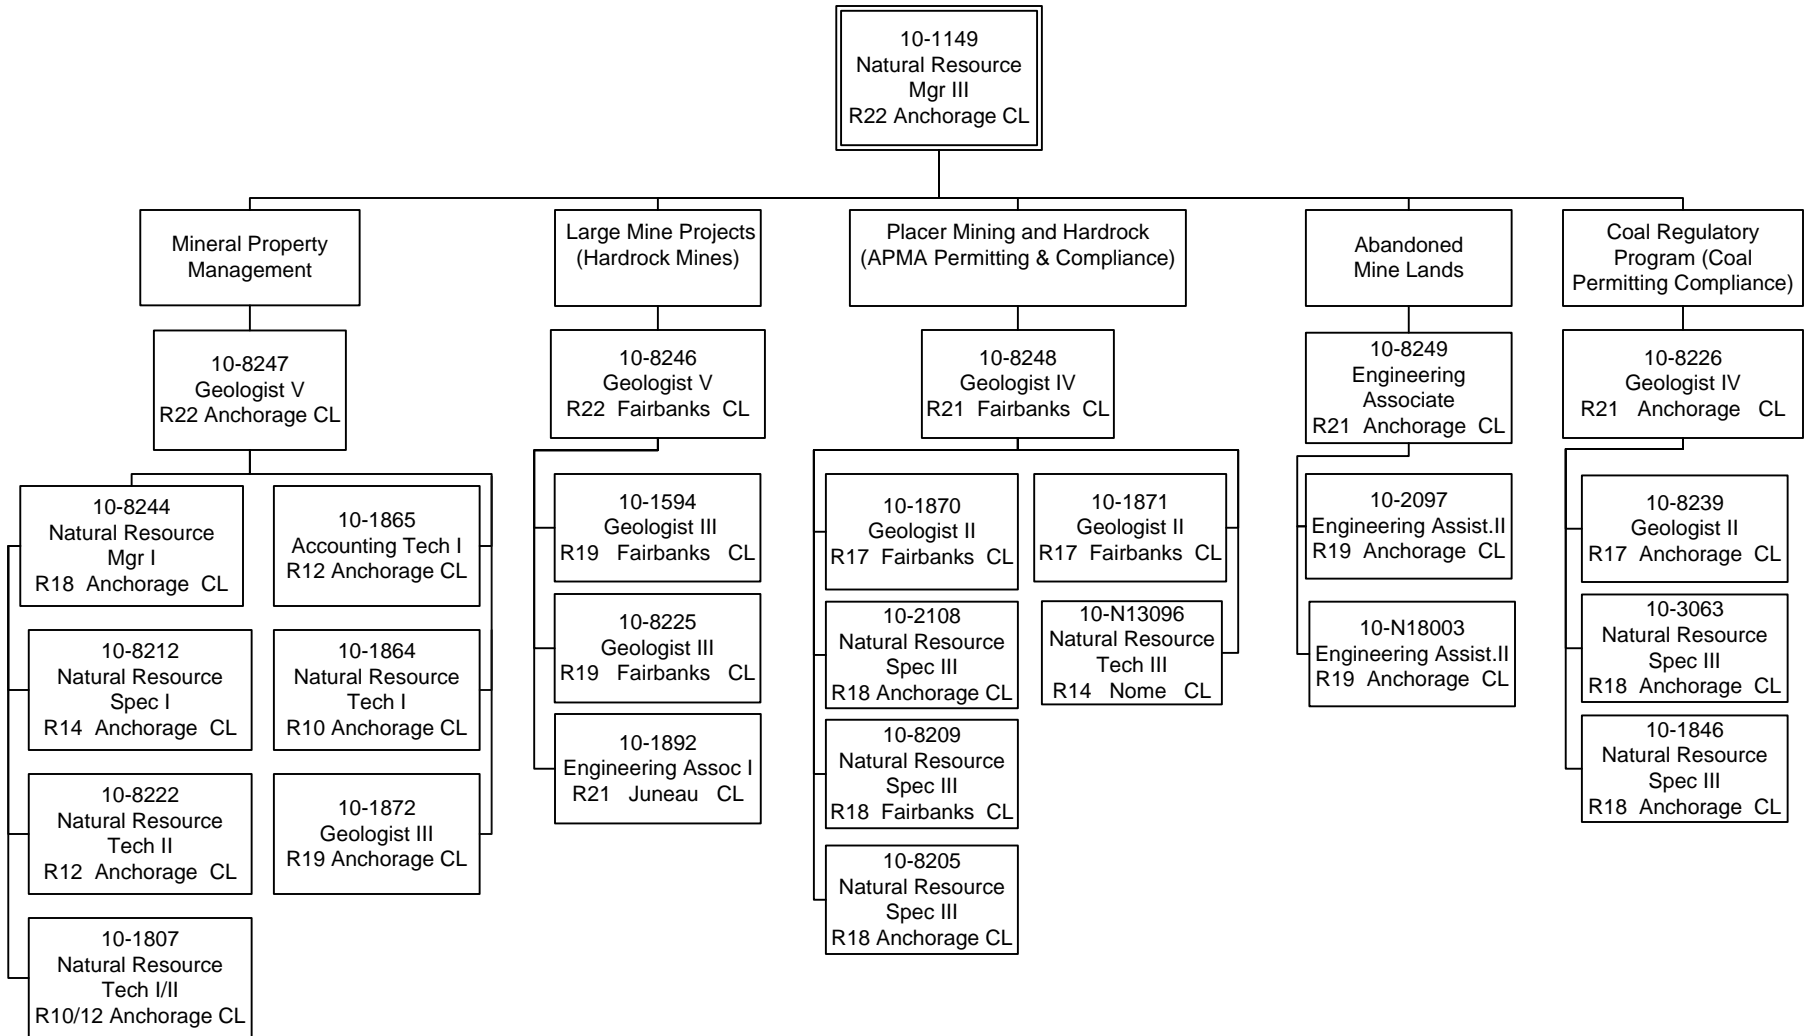 10-1149
Natural Resource
Mgr III
R22 Anchorage CL
Mineral Property
Management
Large Mine Projects
(Hardrock Mines)
Placer Mining and Hardrock
(APMA Permitting & Compliance)
Abandoned
Mine Lands
Coal Regulatory
Program (Coal
Permitting Compliance)
10-8247
Geologist V
R22 Anchorage CL
10-8246
Geologist V
R22 Fairbanks CL
10-8248
Geologist IV
R21 Fairbanks CL
10-8249
Engineering
Associate
R21 Anchorage CL
10-8226
Geologist IV
R21 Anchorage CL
10-8244
Natural Resource
Mgr I
R18 Anchorage CL
10-1865
Accounting Tech I
R12 Anchorage CL
10-8212
Natural Resource
Spec I
R14 Anchorage CL
10-1864
Natural Resource
Tech I
R10 Anchorage CL
10-8222
Natural Resource
Tech II
R12 Anchorage CL
10-1872
Geologist III
R19 Anchorage CL
10-1807
Natural Resource
Tech I/II
R10/12 Anchorage CL
10-1594
Geologist III
R19 Fairbanks CL
10-8225
Geologist III
R19 Fairbanks CL
10-1892
Engineering Assoc I
R21 Juneau CL
10-1870
Geologist II
R17 Fairbanks CL
10-1871
Geologist II
R17 Fairbanks CL
10-2108
Natural Resource
Spec III
R18 Anchorage CL
10-N13096
Natural Resource
Tech III
R14 Nome CL
10-8209
Natural Resource
Spec III
R18 Fairbanks CL
10-8205
Natural Resource
Spec III
R18 Anchorage CL
10-2097
Engineering Assist.II
R19 Anchorage CL
10-N18003
Engineering Assist.II
R19 Anchorage CL
10-8239
Geologist II
R17 Anchorage CL
10-3063
Natural Resource
Spec III
R18 Anchorage CL
10-1846
Natural Resource
Spec III
R18 Anchorage CL